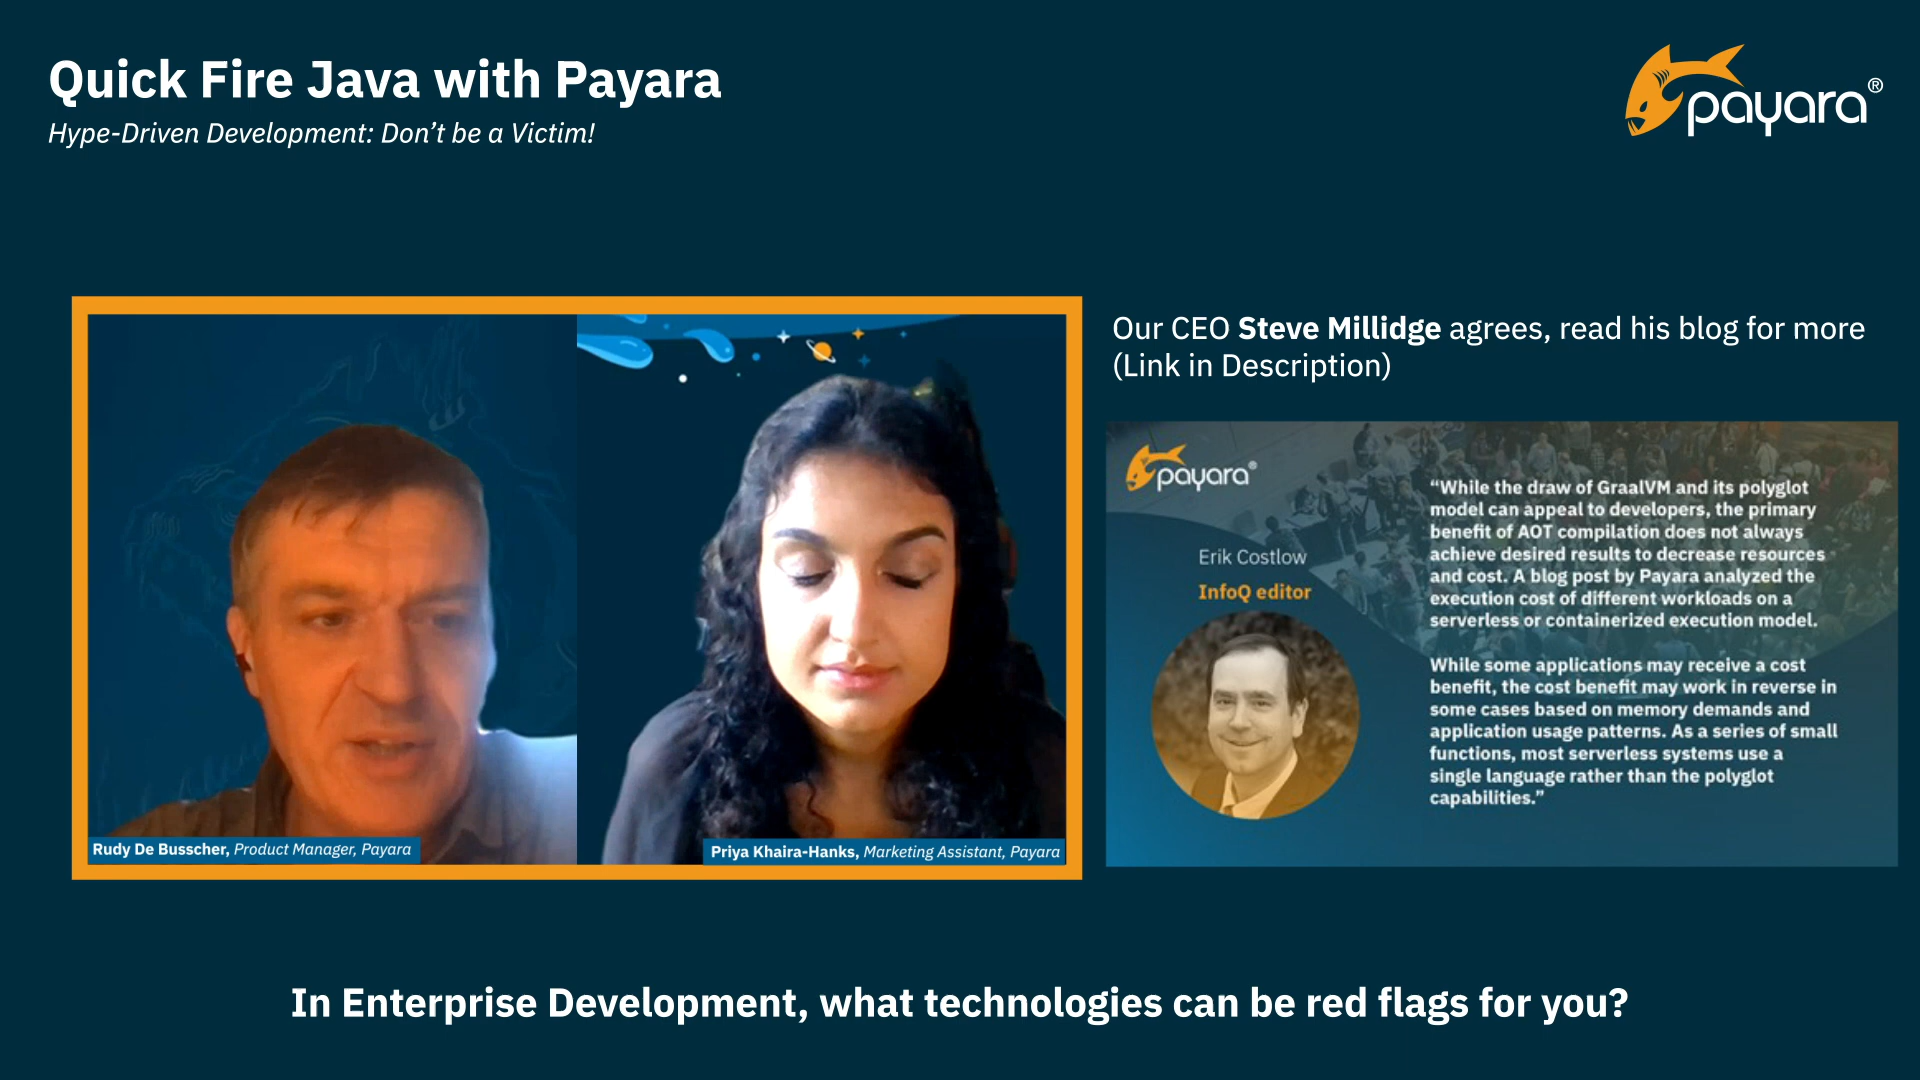 Quick Fire Java with Payara
Hype-Driven Development: Don't be a Victim!
payara®
Our CEO Steve Millidge agrees, read his blog for more
(Link in Description)
payara®
Erik Costlow
InfoQ editor
“While the draw of GraalVM and its polyglot
model can appeal to developers, the primary
benefit of AOT compilation does not always
achieve desired results to decrease resources
and cost. A blog post by Payara analyzed the
execution cost of different workloads on a
serverless or containerized execution model.
While some applications may receive a cost
benefit, the cost benefit may work in reverse in
some cases based on memory demands and
application usage patterns. As a series of small
functions, most serverless systems use a
single language rather than the polyglot
capabilities.”
Rudy De Busscher, Product Manager, Payara
Priya Khaira-Hanks, Marketing Assistant, Payara
In Enterprise Development, what technologies can be red flags for you?